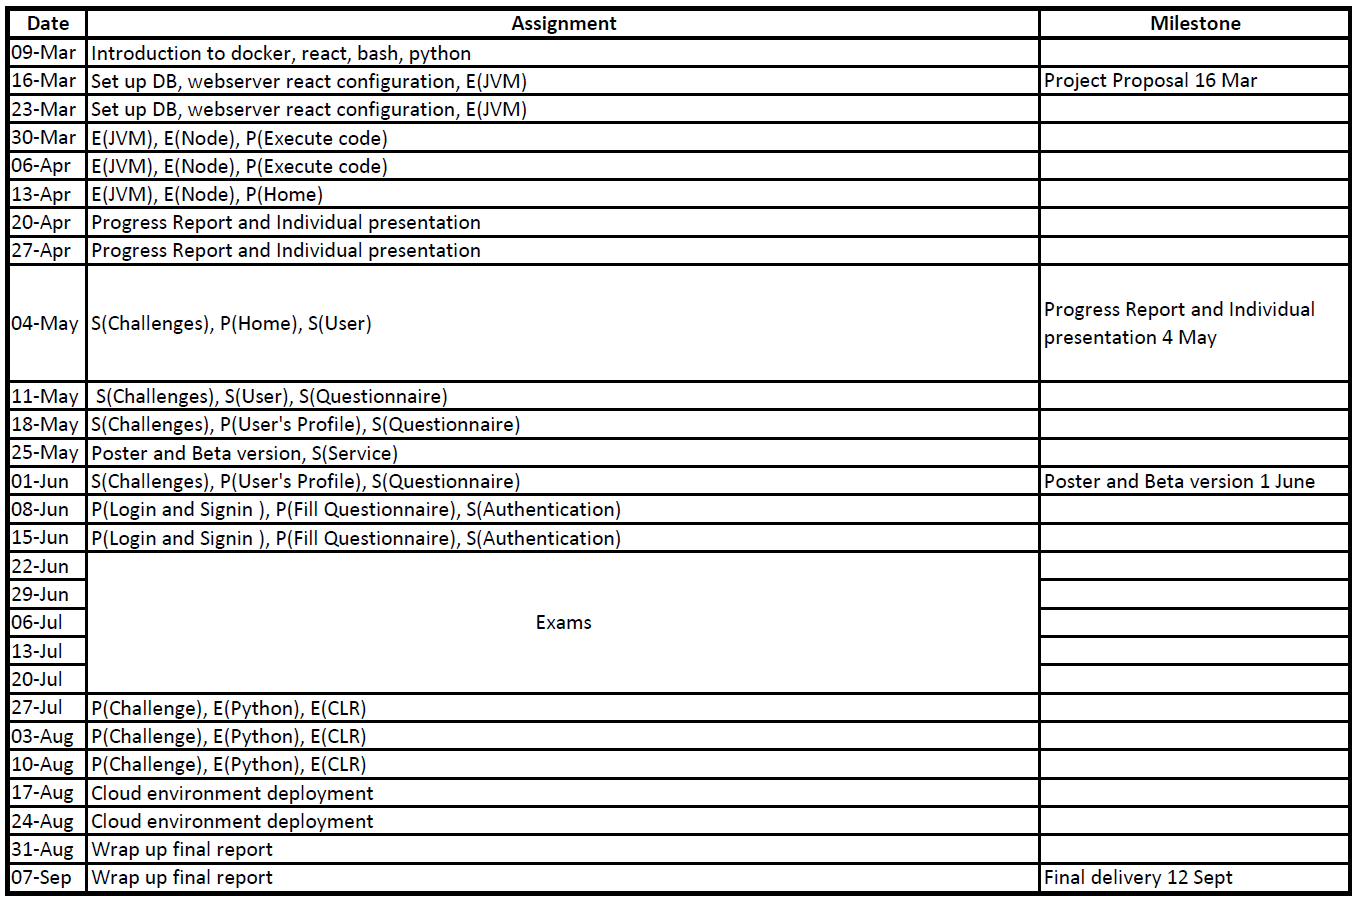 Date Assignment Milestone
09-Mar Introduction to docker, react, bash, python
16-Mar Set up DB, webserver react configuration, E(JVM) Project Proposal 16 Mar
23-Mar Set up DB, webserver react configuration, E(JVM)
30-Mar E(JVM), E(Node), P(Execute code)
06-Apr E(JVM), E(Node), P(Execute code)
13-Apr E(JVM), E(Node), P(Home)
20-Apr Progress Report and Individual presentation
27-Apr Progress Report and Individual presentation
04-May S(Challenges), P(Home), S(User) Progress Report and Individual
presentation 4 May
11-May S(Challenges), S(User), S(Questionnaire)
18-May S(Challenges), P(User's Profile), S(Questionnaire)
25-May Poster and Beta version, S(Service)
01-Jun S(Challenges), P(User's Profile), S(Questionnaire) Poster and Beta version 1 June
08-Jun P(Login and Signin ), P(Fill Questionnaire), S(Authentication)
15-Jun P(Login and Signin ), P(Fill Questionnaire), S(Authentication)
22-Jun
29-Jun
06-Jul Exams
13-Jul
20-Jul
27-Jul P(Challenge), E(Python), E(CLR)
03-Aug P(Challenge), E(Python), E(CLR)
10-Aug P(Challenge), E(Python), E(CLR)
17-Aug Cloud environment deployment
24-Aug Cloud environment deployment
31-Aug Wrap up final report
07-Sep Wrap up final report Final delivery 12 Sept